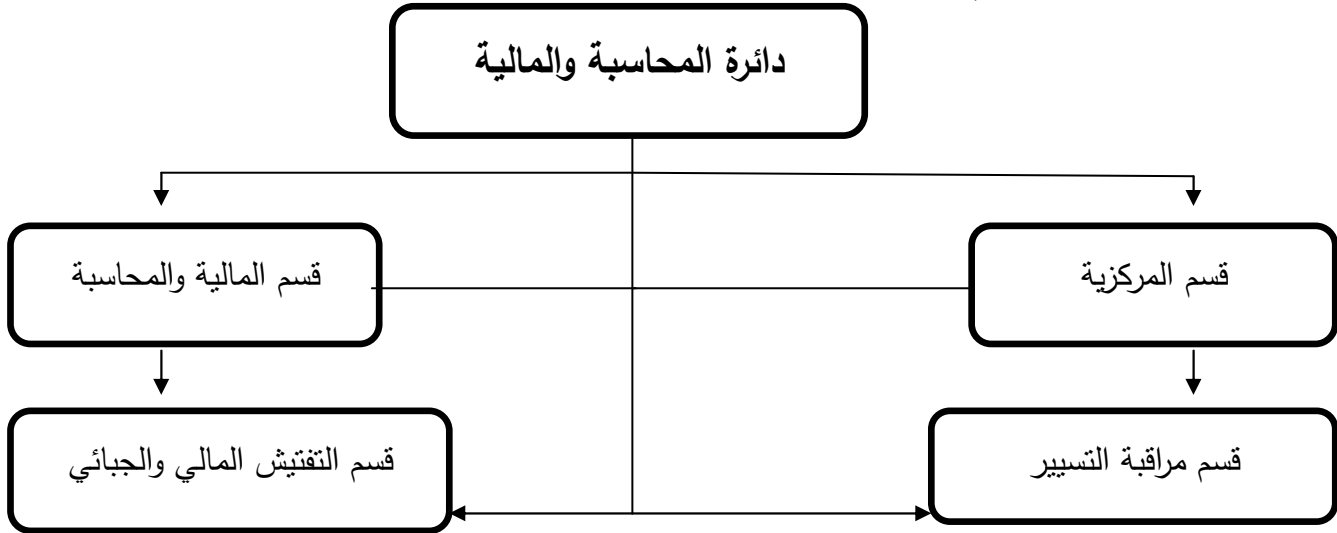 دائرة المحاسبة والمالية
قسم المركزية
قسم المالية والمحاسبة
قسم مراقبة التسيير
قسم التفتيش المالي والجبائي